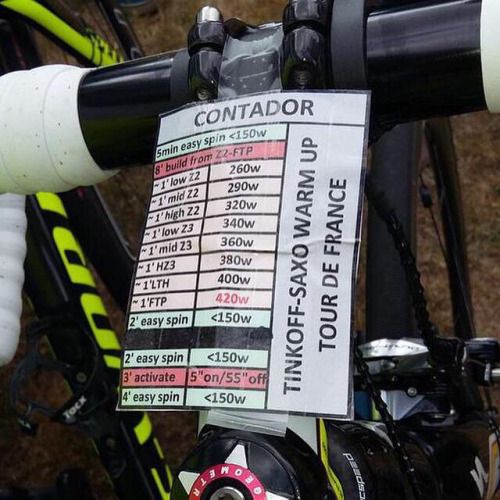 CONTADOR
5min easy spin <150w
8' build from Z2-FTP
~ 1' low Z2 260w
~ 1' mid Z2 290w
~ 1' high Z2 320w
~ 1' low Z3 340w
~ 1' mid Z3 360w
~ 1' HZ3 380w
~ 1'LTH 400w
~ 1'FTP 420w
2' easy spin <150w
2' easy spin <150w
3' activate 5"on/55"off
4' easy spin <150w
TINKOFF-SAXO WARM UP
TOUR DE FRANCE
GEOMETR
icspeed